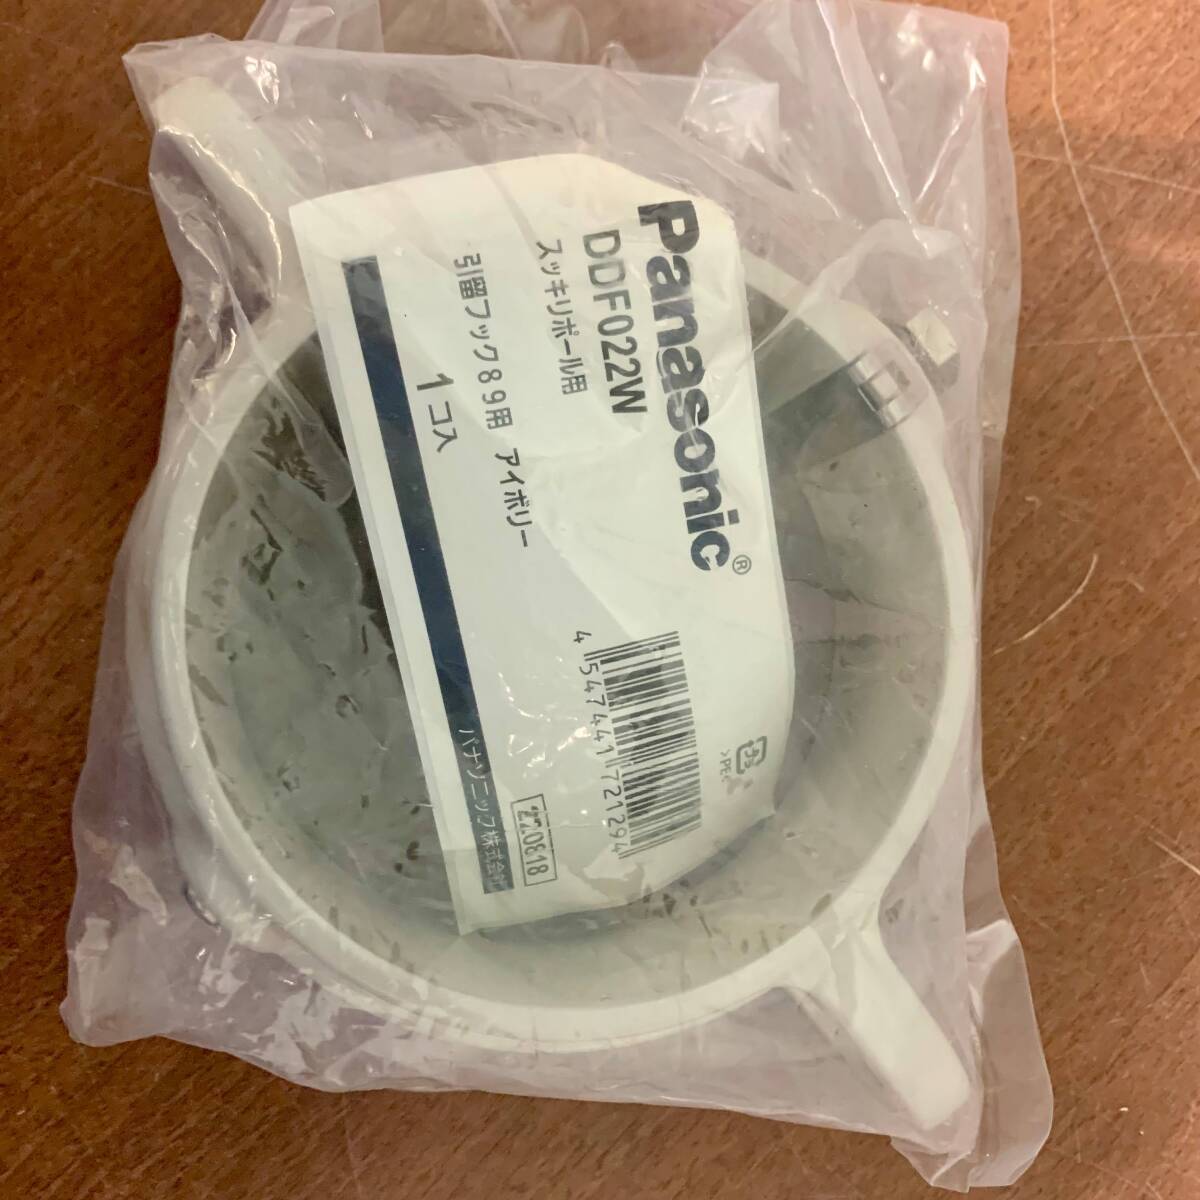 Panasonic®
DDF022W
スッキリポール用
引留フック89用 アイボリー
1コ入
4 547441 721294
>PE<
220818
パナソニック株式会社